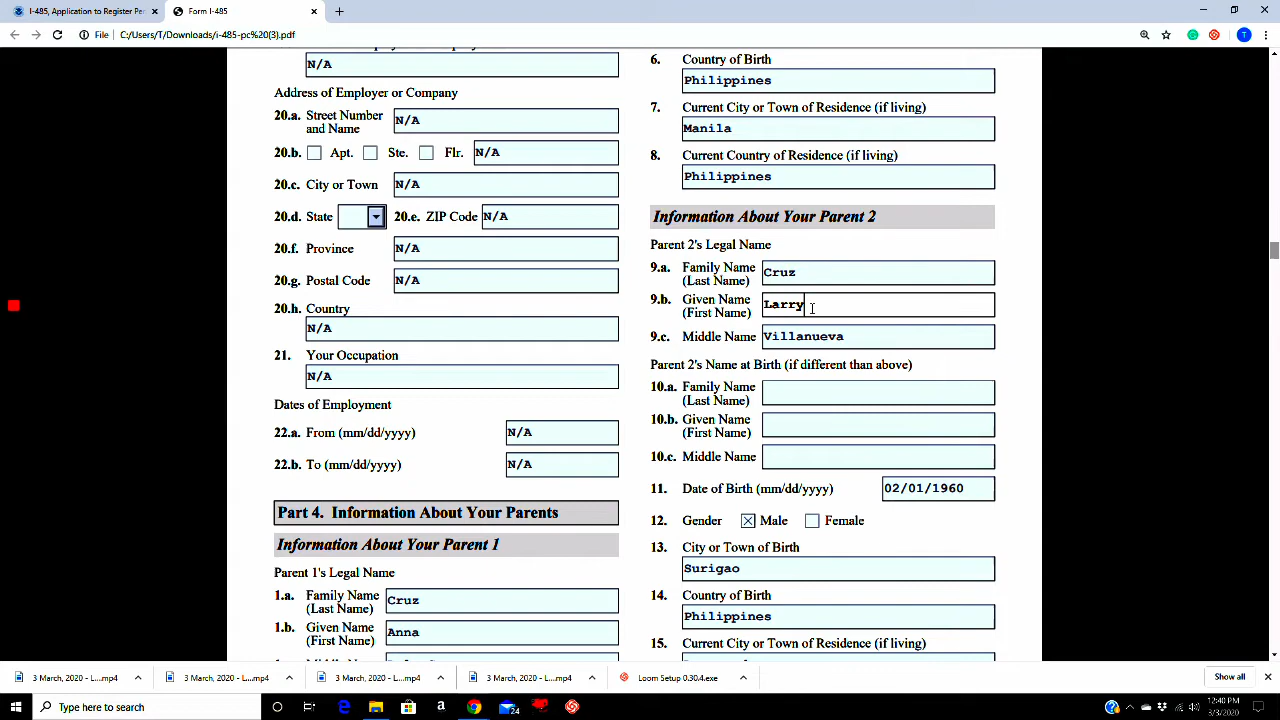 I-485, Application to Register Per
Form I-485
File
C:/Users/T/Downloads/i-485-pc%20(3).pdf
T
N/A
Address of Employer or Company
20.a. Street Number and Name
N/A
20.b. Apt. Ste. Flr. N/A
20.c. City or Town N/A
20.d. State 20.e. ZIP Code N/A
20.f. Province N/A
20.g. Postal Code N/A
20.h. Country
N/A
21. Your Occupation
N/A
Dates of Employment
22.a. From (mm/dd/yyyy) N/A
22.b. To (mm/dd/yyyy) N/A
Part 4. Information About Your Parents
Information About Your Parent 1
Parent 1's Legal Name
1.a. Family Name (Last Name) Cruz
1.b. Given Name (First Name) Anna
6. Country of Birth
Philippines
7. Current City or Town of Residence (if living)
Manila
8. Current Country of Residence (if living)
Philippines
Information About Your Parent 2
Parent 2's Legal Name
9.a. Family Name (Last Name) Cruz
9.b. Given Name (First Name) Larry
9.c. Middle Name Villanueva
Parent 2's Name at Birth (if different than above)
10.a. Family Name (Last Name)
10.b. Given Name (First Name)
10.c. Middle Name
11. Date of Birth (mm/dd/yyyy) 02/01/1960
12. Gender Male Female
13. City or Town of Birth
Surigao
14. Country of Birth
Philippines
15. Current City or Town of Residence (if living)
3 March, 2020 - L....mp4
3 March, 2020 - L....mp4
3 March, 2020 - L....mp4
3 March, 2020 - L....mp4
Loom Setup 0.30.4.exe
Show all
Type here to search
24
12:40 PM
3/3/2020